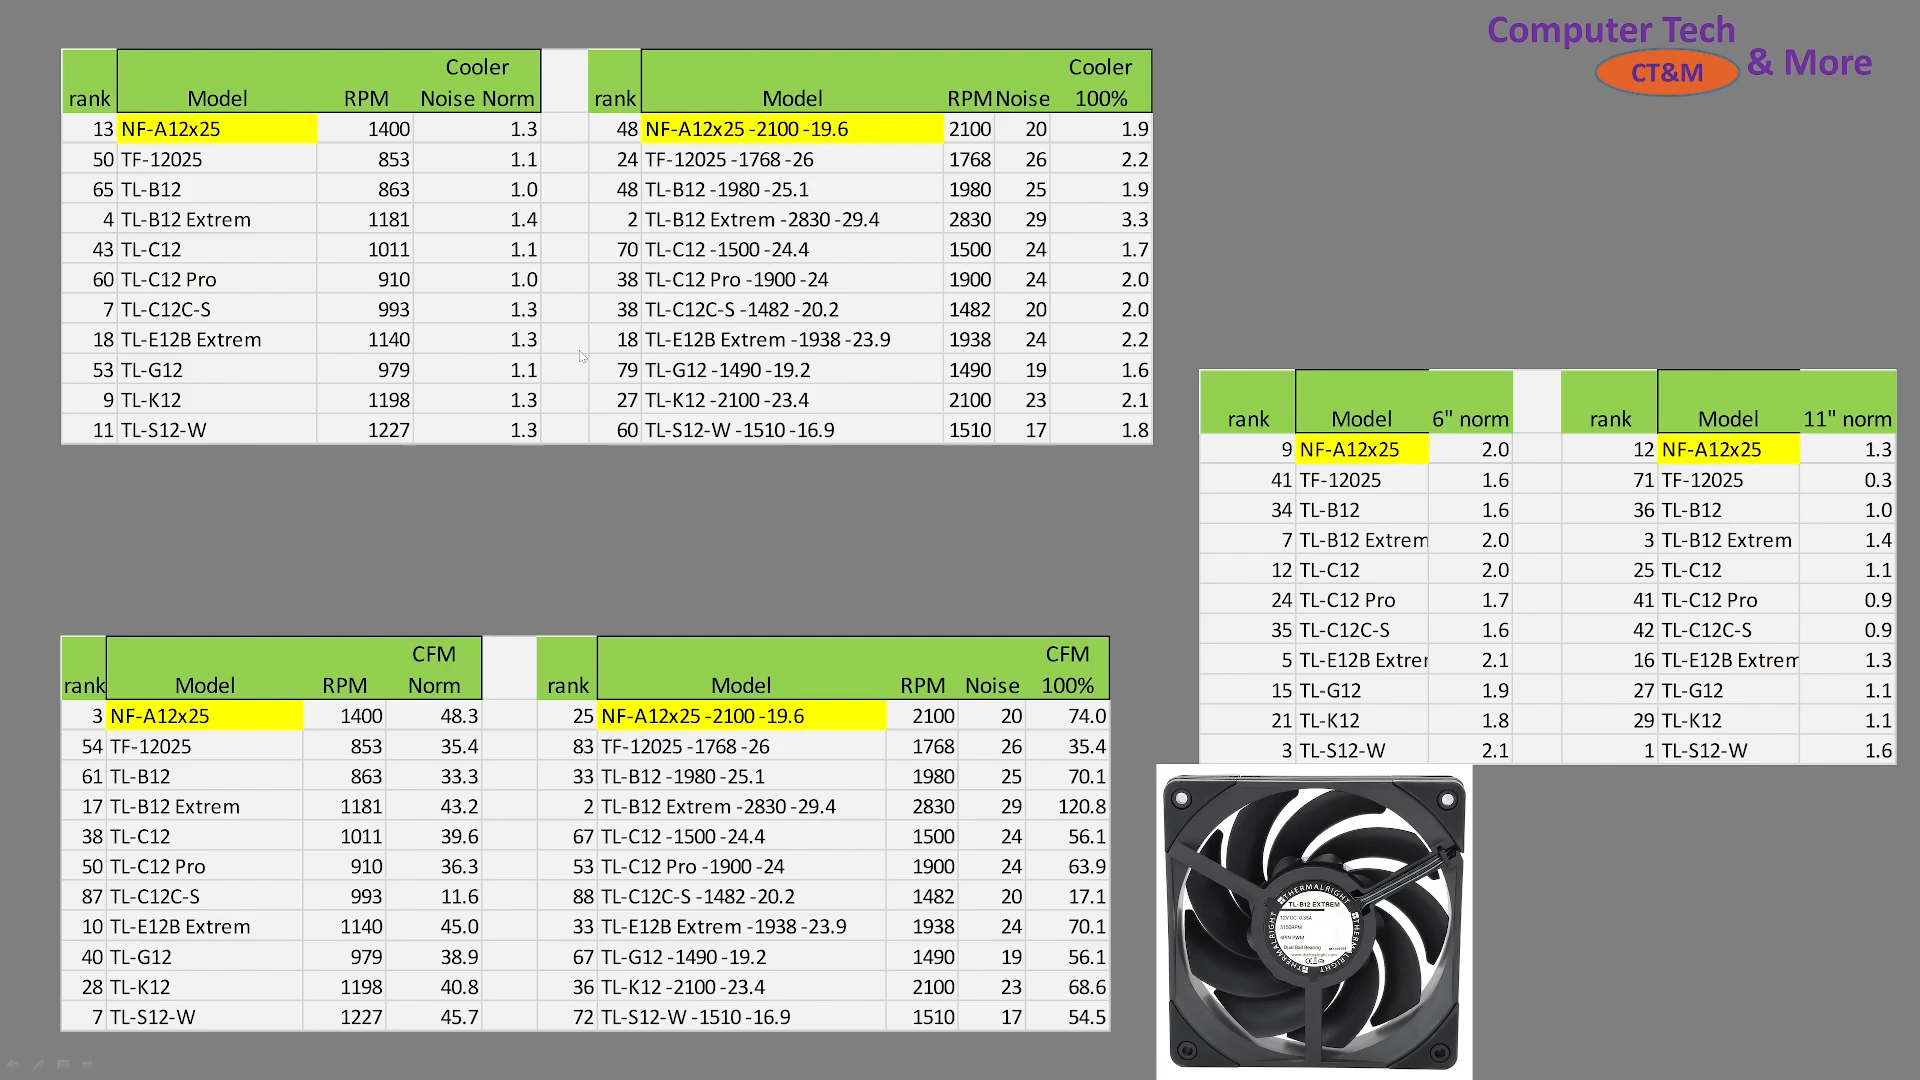 Computer Tech
CT&M & More
Cooler
rank Model RPM Noise Norm
13 NF-A12x25 1400 1.3
50 TF-12025 853 1.1
65 TL-B12 863 1.0
4 TL-B12 Extrem 1181 1.4
43 TL-C12 1011 1.1
60 TL-C12 Pro 910 1.0
7 TL-C12C-S 993 1.3
18 TL-E12B Extrem 1140 1.3
53 TL-G12 979 1.1
9 TL-K12 1198 1.3
11 TL-S12-W 1227 1.3
Cooler
rank Model RPM Noise 100%
48 NF-A12x25 -2100 -19.6 2100 20 1.9
24 TF-12025 -1768 -26 1768 26 2.2
48 TL-B12 -1980 -25.1 1980 25 1.9
2 TL-B12 Extrem -2830 -29.4 2830 29 3.3
70 TL-C12 -1500 -24.4 1500 24 1.7
38 TL-C12 Pro -1900 -24 1900 24 2.0
38 TL-C12C-S -1482 -20.2 1482 20 2.0
18 TL-E12B Extrem -1938 -23.9 1938 24 2.2
79 TL-G12 -1490 -19.2 1490 19 1.6
27 TL-K12 -2100 -23.4 2100 23 2.1
60 TL-S12-W -1510 -16.9 1510 17 1.8
rank Model 6" norm
9 NF-A12x25 2.0
41 TF-12025 1.6
34 TL-B12 1.6
7 TL-B12 Extrem 2.0
12 TL-C12 2.0
24 TL-C12 Pro 1.7
35 TL-C12C-S 1.6
5 TL-E12B Extrer 2.1
15 TL-G12 1.9
21 TL-K12 1.8
3 TL-S12-W 2.1
rank Model 11" norm
12 NF-A12x25 1.3
71 TF-12025 0.3
36 TL-B12 1.0
3 TL-B12 Extrem 1.4
25 TL-C12 1.1
41 TL-C12 Pro 0.9
42 TL-C12C-S 0.9
16 TL-E12B Extrem 1.3
27 TL-G12 1.1
29 TL-K12 1.1
1 TL-S12-W 1.6
CFM
rank Model RPM Norm
3 NF-A12x25 1400 48.3
54 TF-12025 853 35.4
61 TL-B12 863 33.3
17 TL-B12 Extrem 1181 43.2
38 TL-C12 1011 39.6
50 TL-C12 Pro 910 36.3
87 TL-C12C-S 993 11.6
10 TL-E12B Extrem 1140 45.0
40 TL-G12 979 38.9
28 TL-K12 1198 40.8
7 TL-S12-W 1227 45.7
CFM
rank Model RPM Noise 100%
25 NF-A12x25 -2100 -19.6 2100 20 74.0
83 TF-12025 -1768 -26 1768 26 35.4
33 TL-B12 -1980 -25.1 1980 25 70.1
2 TL-B12 Extrem -2830 -29.4 2830 29 120.8
67 TL-C12 -1500 -24.4 1500 24 56.1
53 TL-C12 Pro -1900 -24 1900 24 63.9
88 TL-C12C-S -1482 -20.2 1482 20 17.1
33 TL-E12B Extrem -1938 -23.9 1938 24 70.1
67 TL-G12 -1490 -19.2 1490 19 56.1
36 TL-K12 -2100 -23.4 2100 23 68.6
72 TL-S12-W -1510 -16.9 1510 17 54.5
THERMALRIGHT
THERMALRIGHT
THERMALRIGHT
TL-B12 EXTREM
12V DC 0.35A
3150RPM
4PIN PWM
Dual Ball Bearing
www.thermalright.com